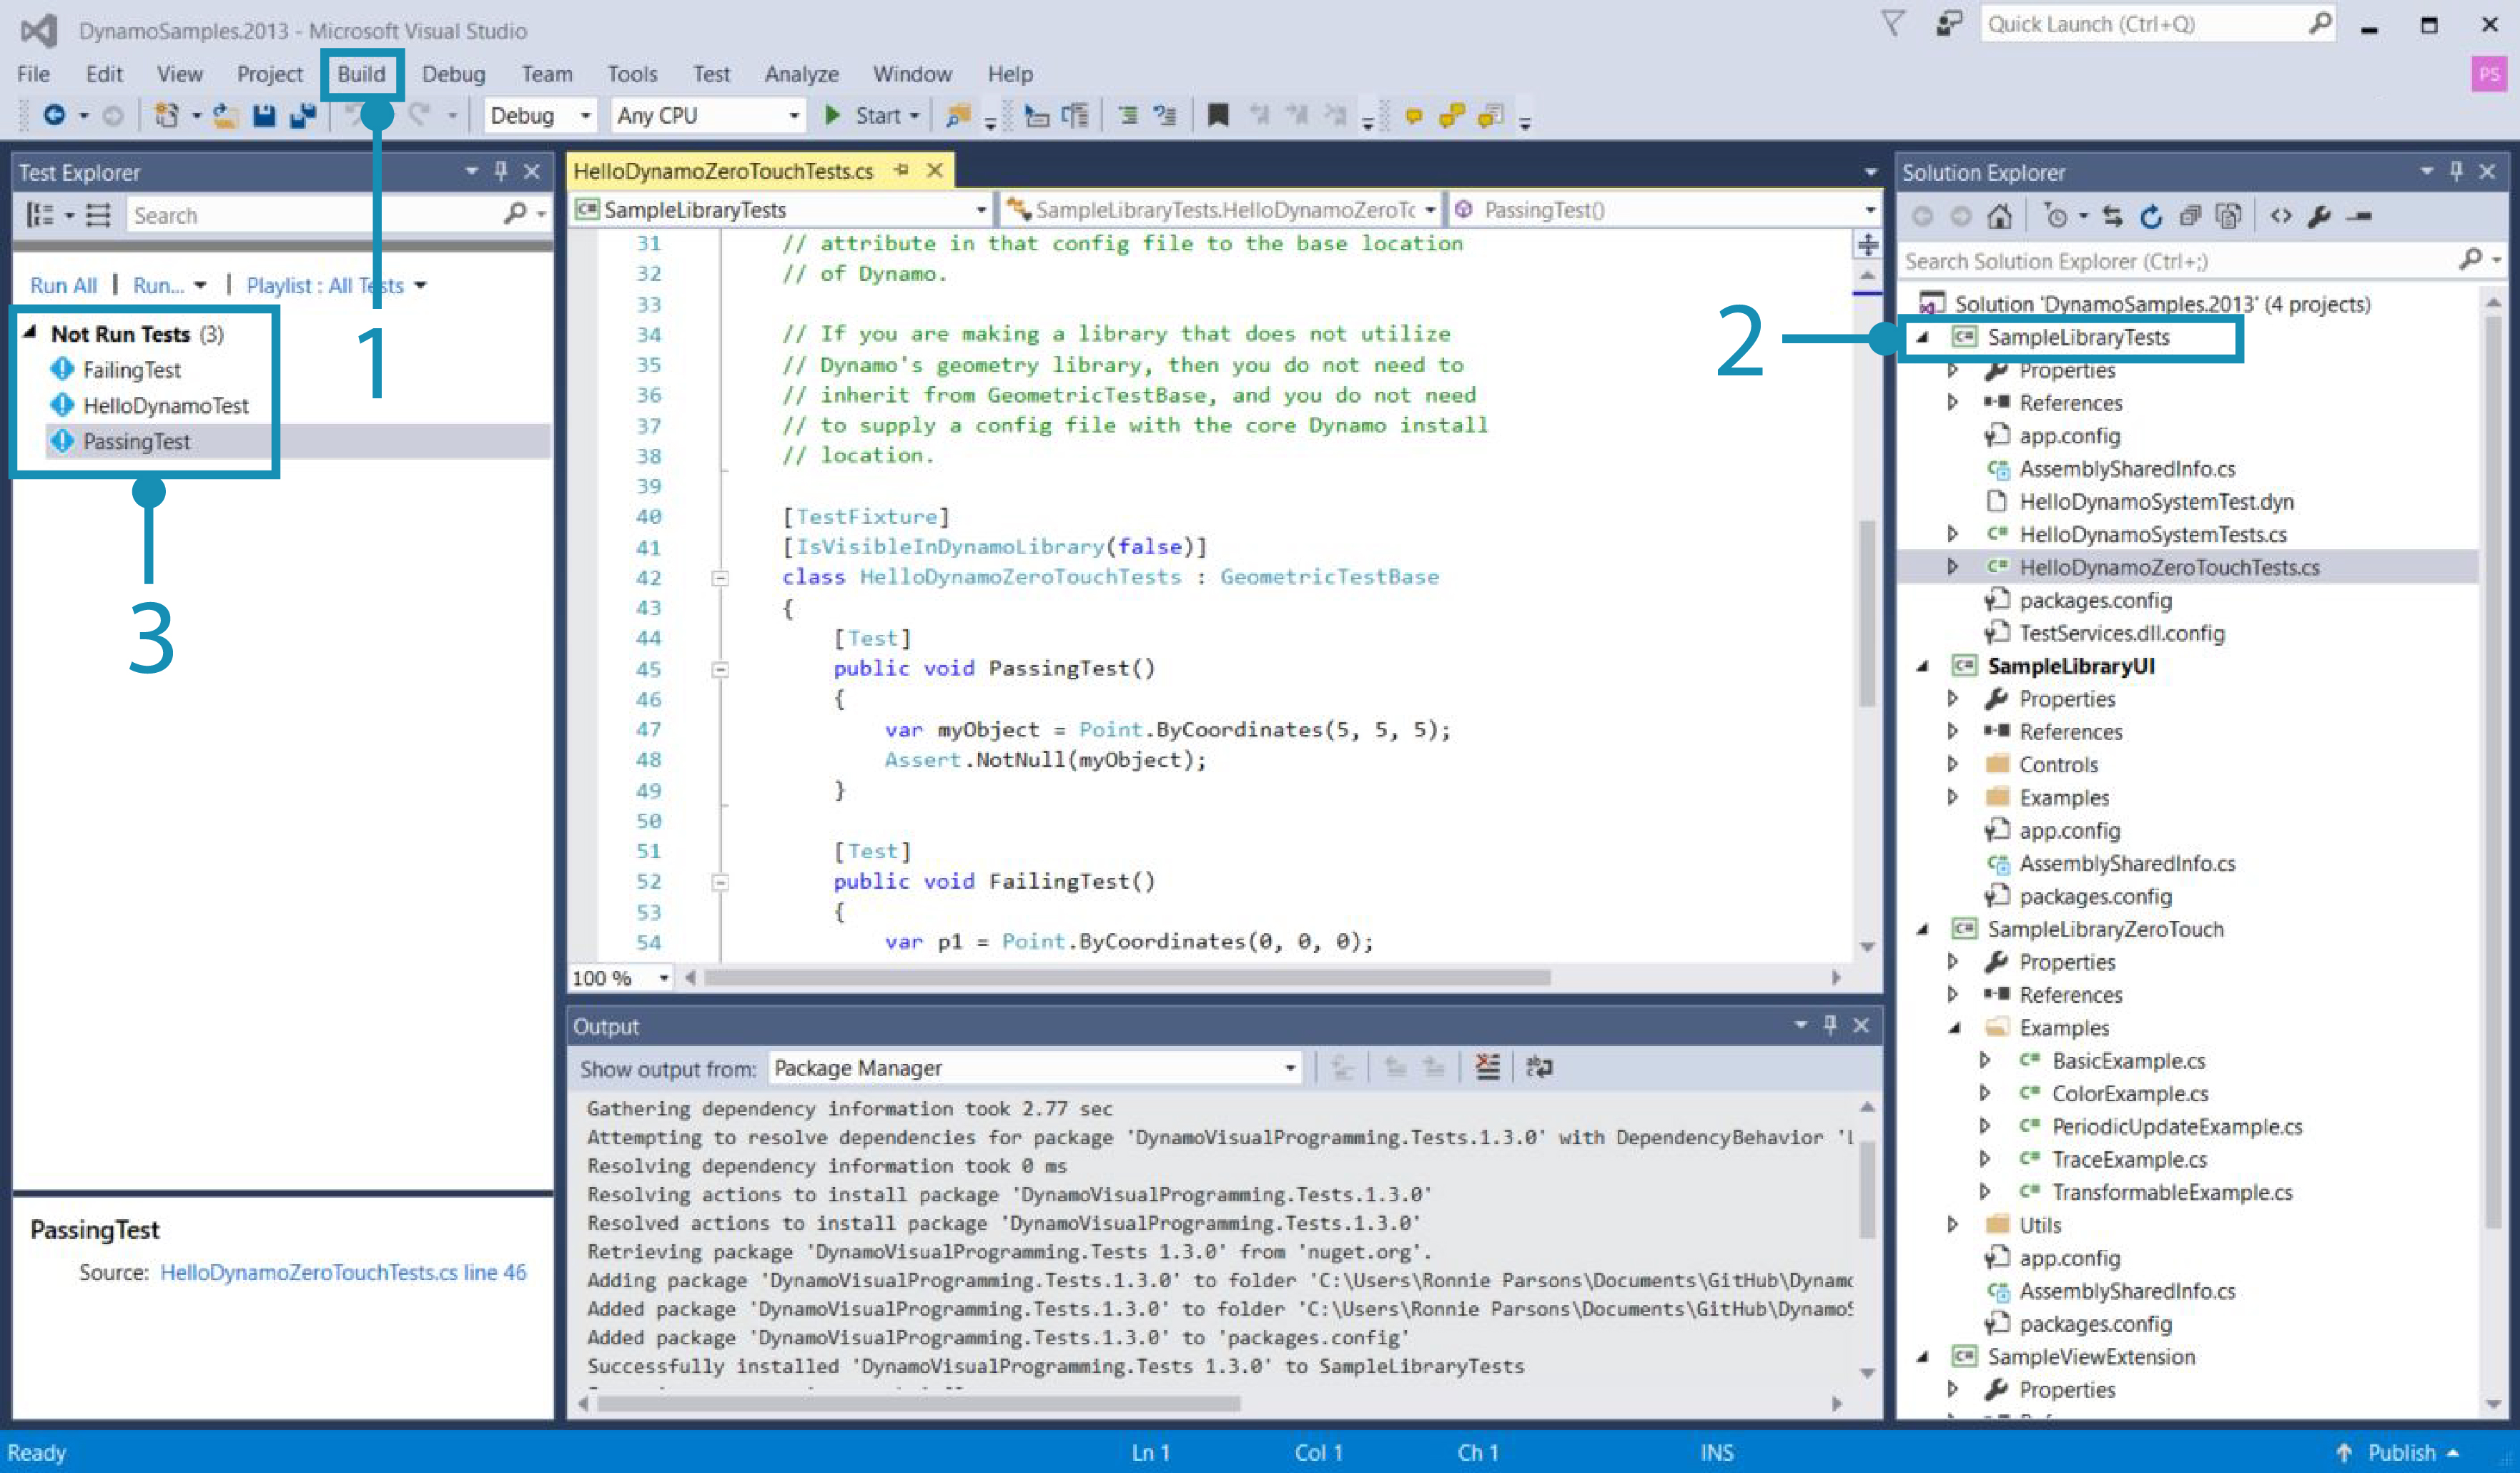 DynamoSamples.2013 - Microsoft Visual Studio
Quick Launch (Ctrl+Q)
File Edit View Project Build Debug Team Tools Test Analyze Window Help
PS
Debug Any CPU Start
Test Explorer
Search
Run All | Run... | Playlist : All Tests
Not Run Tests (3)
FailingTest
HelloDynamoTest
PassingTest
1
3
PassingTest
Source: HelloDynamoZeroTouchTests.cs line 46
HelloDynamoZeroTouchTests.cs
SampleLibraryTests SampleLibraryTests.HelloDynamoZeroTc PassingTest()
31 // attribute in that config file to the base location
32 // of Dynamo.
33
34 // If you are making a library that does not utilize
35 // Dynamo's geometry library, then you do not need to
36 // inherit from GeometricTestBase, and you do not need
37 // to supply a config file with the core Dynamo install
38 // location.
39
40 [TestFixture]
41 [IsVisibleInDynamoLibrary(false)]
42 class HelloDynamoZeroTouchTests : GeometricTestBase
43 {
44 [Test]
45 public void PassingTest()
46 {
47 var myObject = Point.ByCoordinates(5, 5, 5);
48 Assert.NotNull(myObject);
49 }
50
51 [Test]
52 public void FailingTest()
53 {
54 var p1 = Point.ByCoordinates(0, 0, 0);
100 %
Output
Show output from: Package Manager
Gathering dependency information took 2.77 sec
Attempting to resolve dependencies for package 'DynamoVisualProgramming.Tests.1.3.0' with DependencyBehavior 'L
Resolving dependency information took 0 ms
Resolving actions to install package 'DynamoVisualProgramming.Tests.1.3.0'
Resolved actions to install package 'DynamoVisualProgramming.Tests.1.3.0'
Retrieving package 'DynamoVisualProgramming.Tests 1.3.0' from 'nuget.org'.
Adding package 'DynamoVisualProgramming.Tests.1.3.0' to folder 'C:\Users\Ronnie Parsons\Documents\GitHub\Dynamo
Added package 'DynamoVisualProgramming.Tests.1.3.0' to folder 'C:\Users\Ronnie Parsons\Documents\GitHub\DynamoS
Added package 'DynamoVisualProgramming.Tests.1.3.0' to 'packages.config'
Successfully installed 'DynamoVisualProgramming.Tests 1.3.0' to SampleLibraryTests
Solution Explorer
Search Solution Explorer (Ctrl+;)
Solution 'DynamoSamples.2013' (4 projects)
2
SampleLibraryTests
Properties
References
app.config
AssemblySharedInfo.cs
HelloDynamoSystemTest.dyn
HelloDynamoSystemTests.cs
HelloDynamoZeroTouchTests.cs
packages.config
TestServices.dll.config
SampleLibraryUI
Properties
References
Controls
Examples
app.config
AssemblySharedInfo.cs
packages.config
SampleLibraryZeroTouch
Properties
References
Examples
BasicExample.cs
ColorExample.cs
PeriodicUpdateExample.cs
TraceExample.cs
TransformableExample.cs
Utils
app.config
AssemblySharedInfo.cs
packages.config
SampleViewExtension
Properties
Ready Ln 1 Col 1 Ch 1 INS Publish